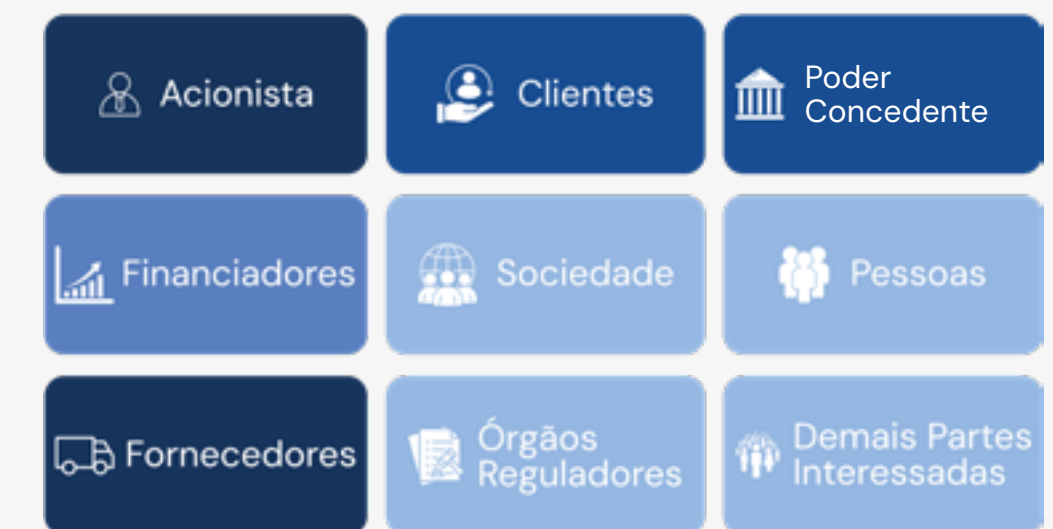 Acionista
Clientes
Poder
Concedente
Financiadores
Sociedade
Pessoas
Fornecedores
Órgãos
Reguladores
Demais Partes
Interessadas